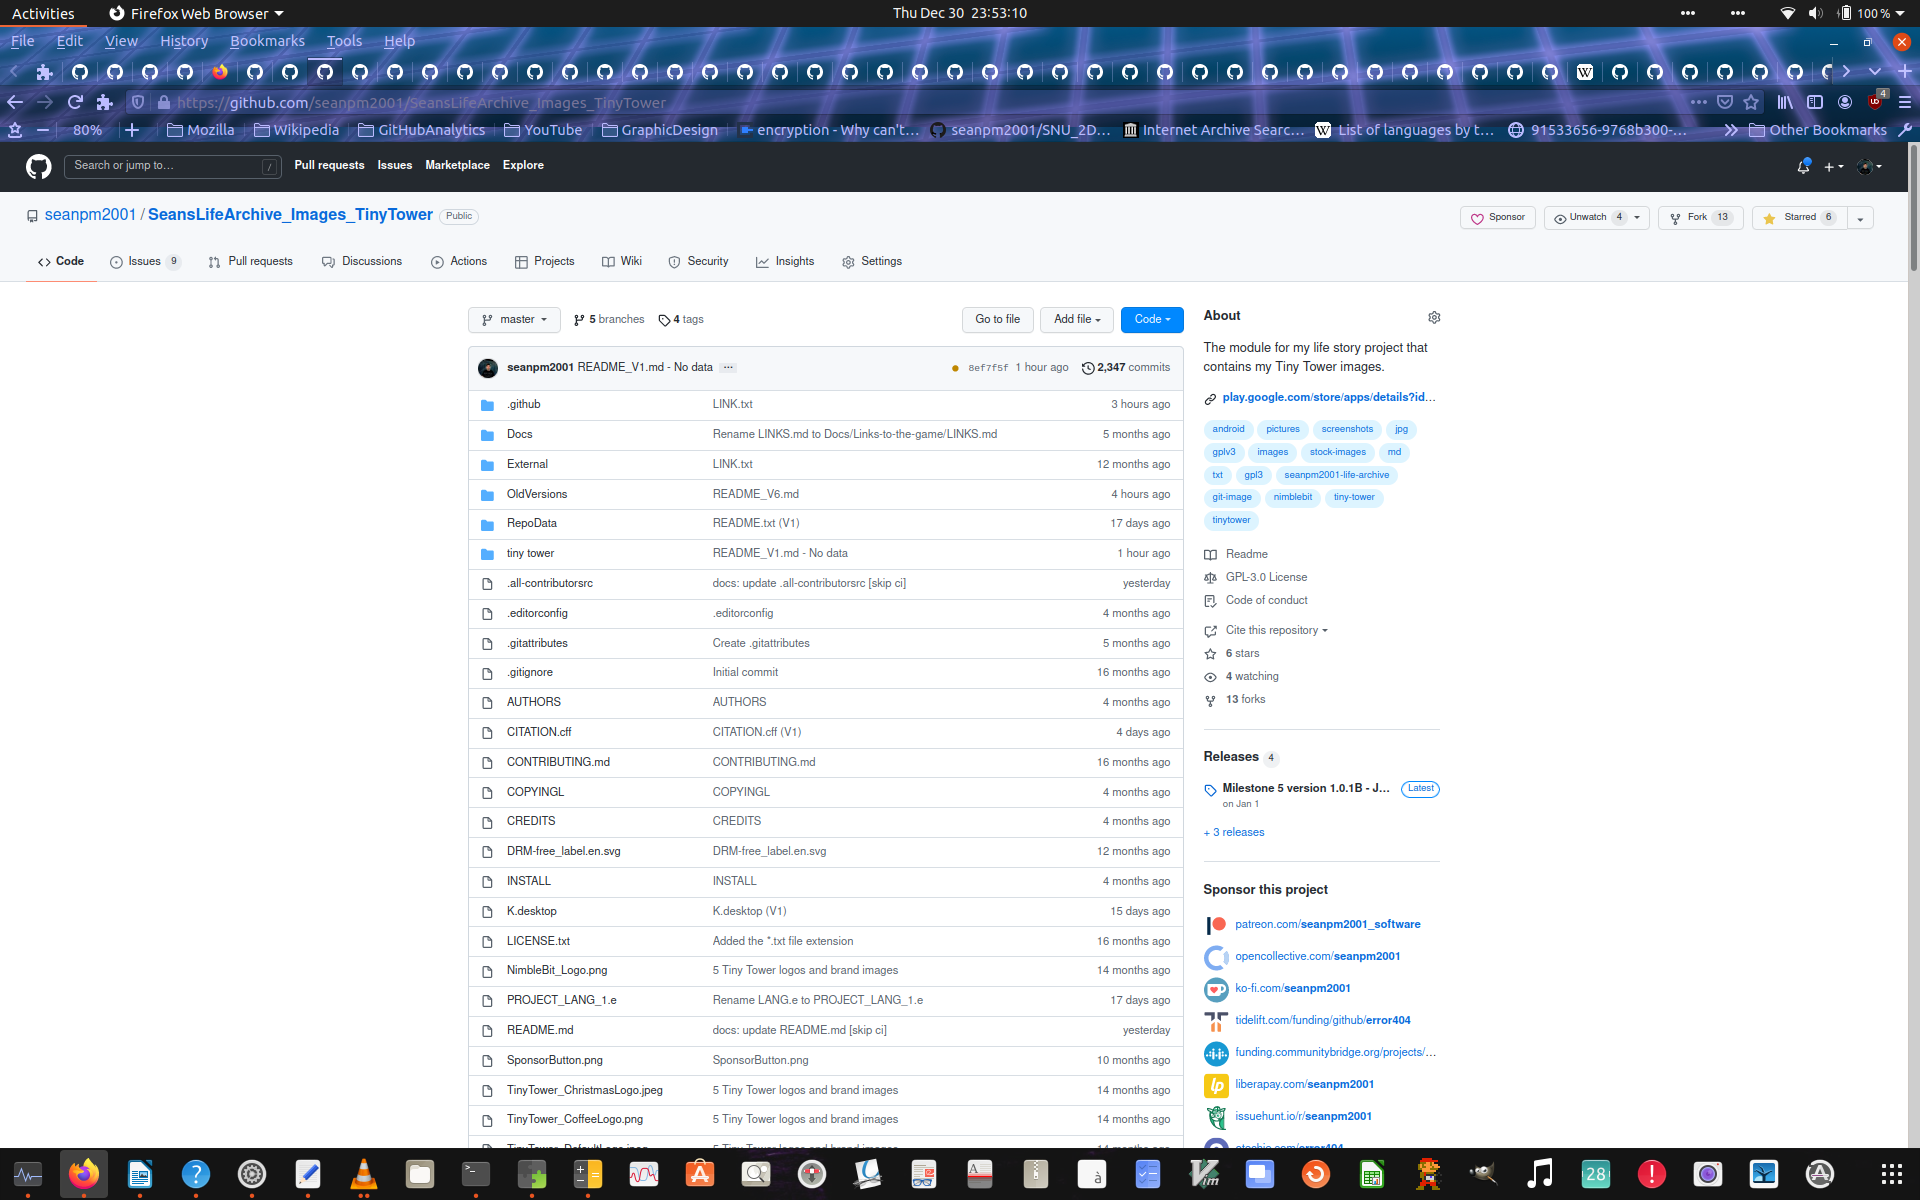 Activities Firefox Web Browser Thu Dec 30 23:53:10 100 %
File Edit View History Bookmarks Tools Help
https://github.com/seanpm2001/SeansLifeArchive_Images_TinyTower 4
80% Mozilla Wikipedia GitHubAnalytics YouTube GraphicDesign encryption - Why can't… seanpm2001/SNU_2D… Internet Archive Searc… List of languages by t… 91533656-9768b300-… Other Bookmarks
Search or jump to… / Pull requests Issues Marketplace Explore
seanpm2001 / SeansLifeArchive_Images_TinyTower Public Sponsor Unwatch 4 Fork 13 Starred 6
Code Issues 9 Pull requests Discussions Actions Projects Wiki Security Insights Settings
master 5 branches 4 tags Go to file Add file Code
seanpm2001 README_V1.md - No data ... 8ef7f5f 1 hour ago 2,347 commits
.github LINK.txt 3 hours ago
Docs Rename LINKS.md to Docs/Links-to-the-game/LINKS.md 5 months ago
External LINK.txt 12 months ago
OldVersions README_V6.md 4 hours ago
RepoData README.txt (V1) 17 days ago
tiny tower README_V1.md - No data 1 hour ago
.all-contributorsrc docs: update .all-contributorsrc [skip ci] yesterday
.editorconfig .editorconfig 4 months ago
.gitattributes Create .gitattributes 5 months ago
.gitignore Initial commit 16 months ago
AUTHORS AUTHORS 4 months ago
CITATION.cff CITATION.cff (V1) 4 days ago
CONTRIBUTING.md CONTRIBUTING.md 16 months ago
COPYINGL COPYINGL 4 months ago
CREDITS CREDITS 4 months ago
DRM-free_label.en.svg DRM-free_label.en.svg 12 months ago
INSTALL INSTALL 4 months ago
K.desktop K.desktop (V1) 15 days ago
LICENSE.txt Added the *.txt file extension 16 months ago
NimbleBit_Logo.png 5 Tiny Tower logos and brand images 14 months ago
PROJECT_LANG_1.e Rename LANG.e to PROJECT_LANG_1.e 17 days ago
README.md docs: update README.md [skip ci] yesterday
SponsorButton.png SponsorButton.png 10 months ago
TinyTower_ChristmasLogo.jpeg 5 Tiny Tower logos and brand images 14 months ago
TinyTower_CoffeeLogo.png 5 Tiny Tower logos and brand images 14 months ago
About
The module for my life story project that
contains my Tiny Tower images.
play.google.com/store/apps/details?id…
android pictures screenshots jpg
gplv3 images stock-images md
txt gpl3 seanpm2001-life-archive
git-image nimblebit tiny-tower
tinytower
Readme
GPL-3.0 License
Code of conduct
Cite this repository
6 stars
4 watching
13 forks
Releases 4
Milestone 5 version 1.0.1B - J… Latest
on Jan 1
+ 3 releases
Sponsor this project
patreon.com/seanpm2001_software
opencollective.com/seanpm2001
ko-fi.com/seanpm2001
tidelift.com/funding/github/error404
funding.communitybridge.org/projects/…
liberapay.com/seanpm2001
issuehunt.io/r/seanpm2001
28